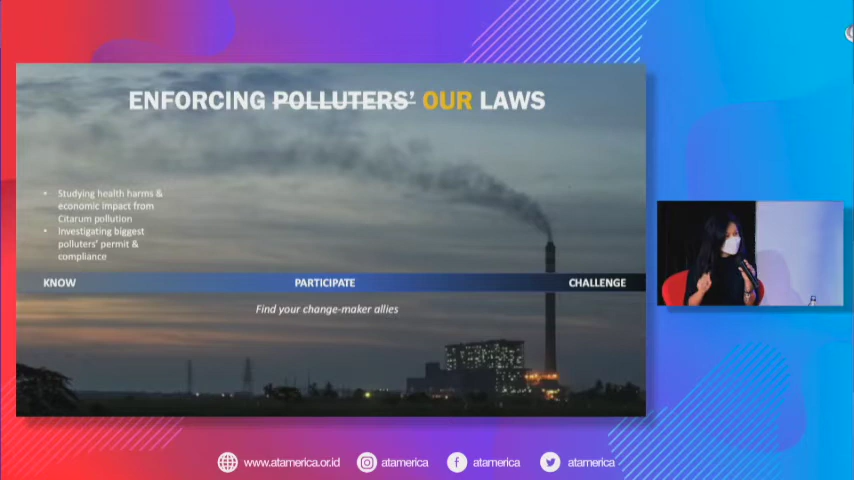 ENFORCING POLLUTERS' OUR LAWS
• Studying health harms &
economic impact from
Citarum pollution
• Investigating biggest
polluters' permit &
compliance
KNOW PARTICIPATE CHALLENGE
Find your change-maker allies
www.atamerica.or.id atamerica atamerica atamerica